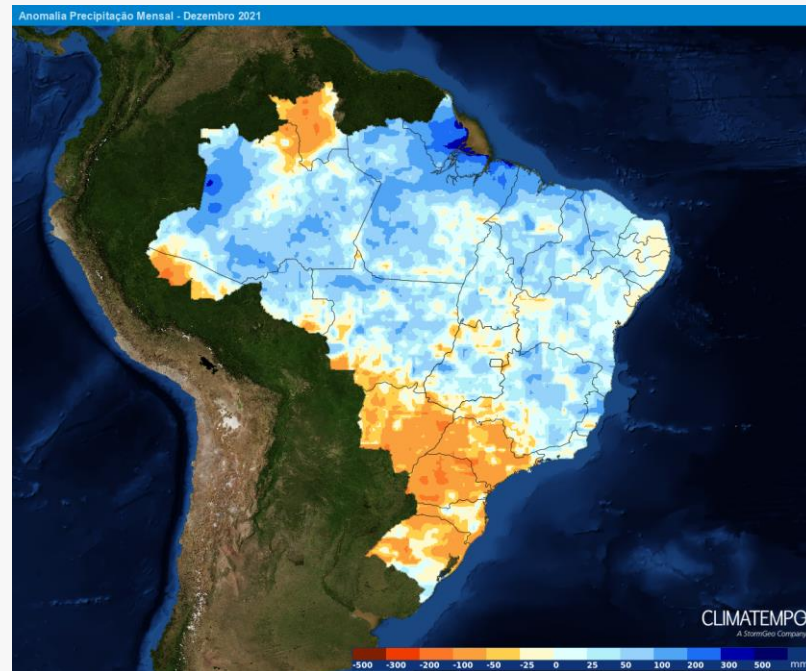 Anomalia Precipitação Mensal - Dezembro 2021
CLIMATEMPO
A StormGeo Company
-500 -300 -200 -100 -50 -25 0 25 50 100 200 300 500 mm